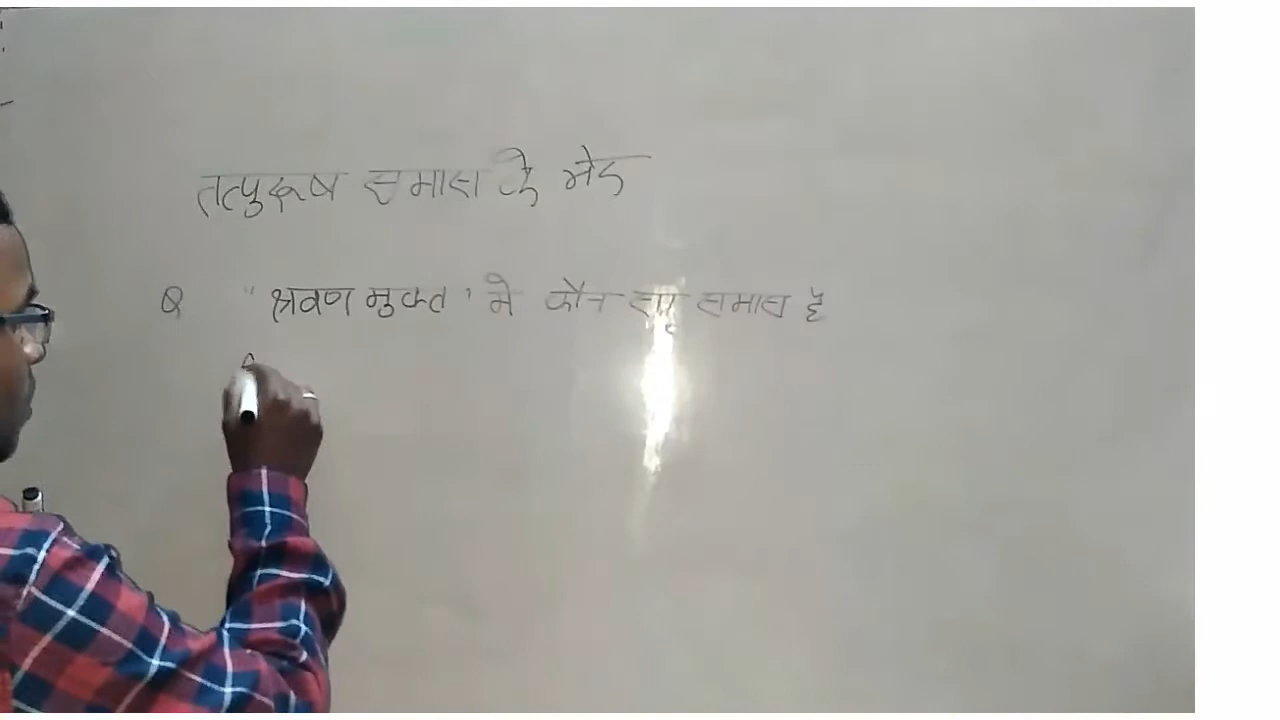 तत्पुरूष समास के भेद
Q "श्रवण मुक्त' मे कौन सा समास है